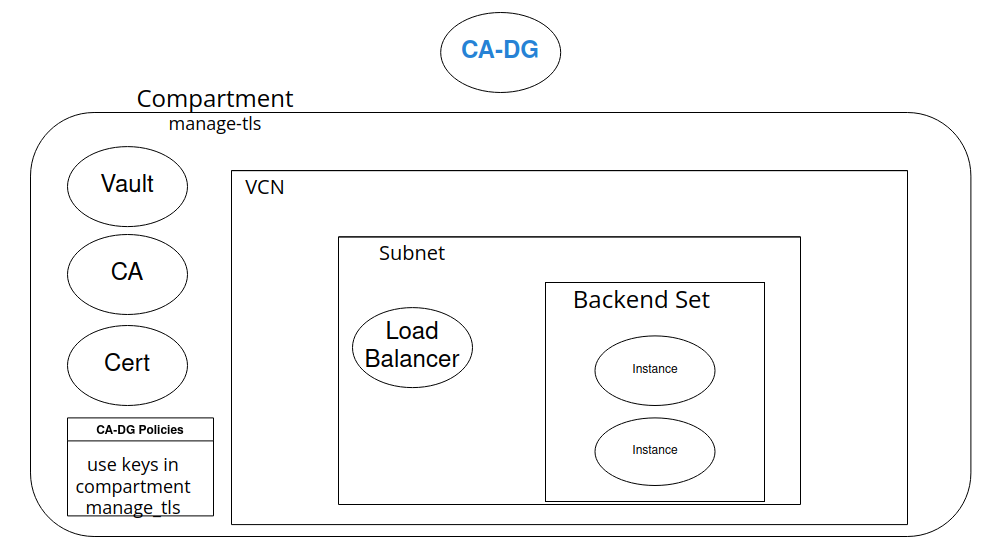 CA-DG
Compartment
manage-tls
Vault
CA
Cert
CA-DG Policies
use keys in
compartment
manage_tls
VCN
Subnet
Load
Balancer
Backend Set
Instance
Instance